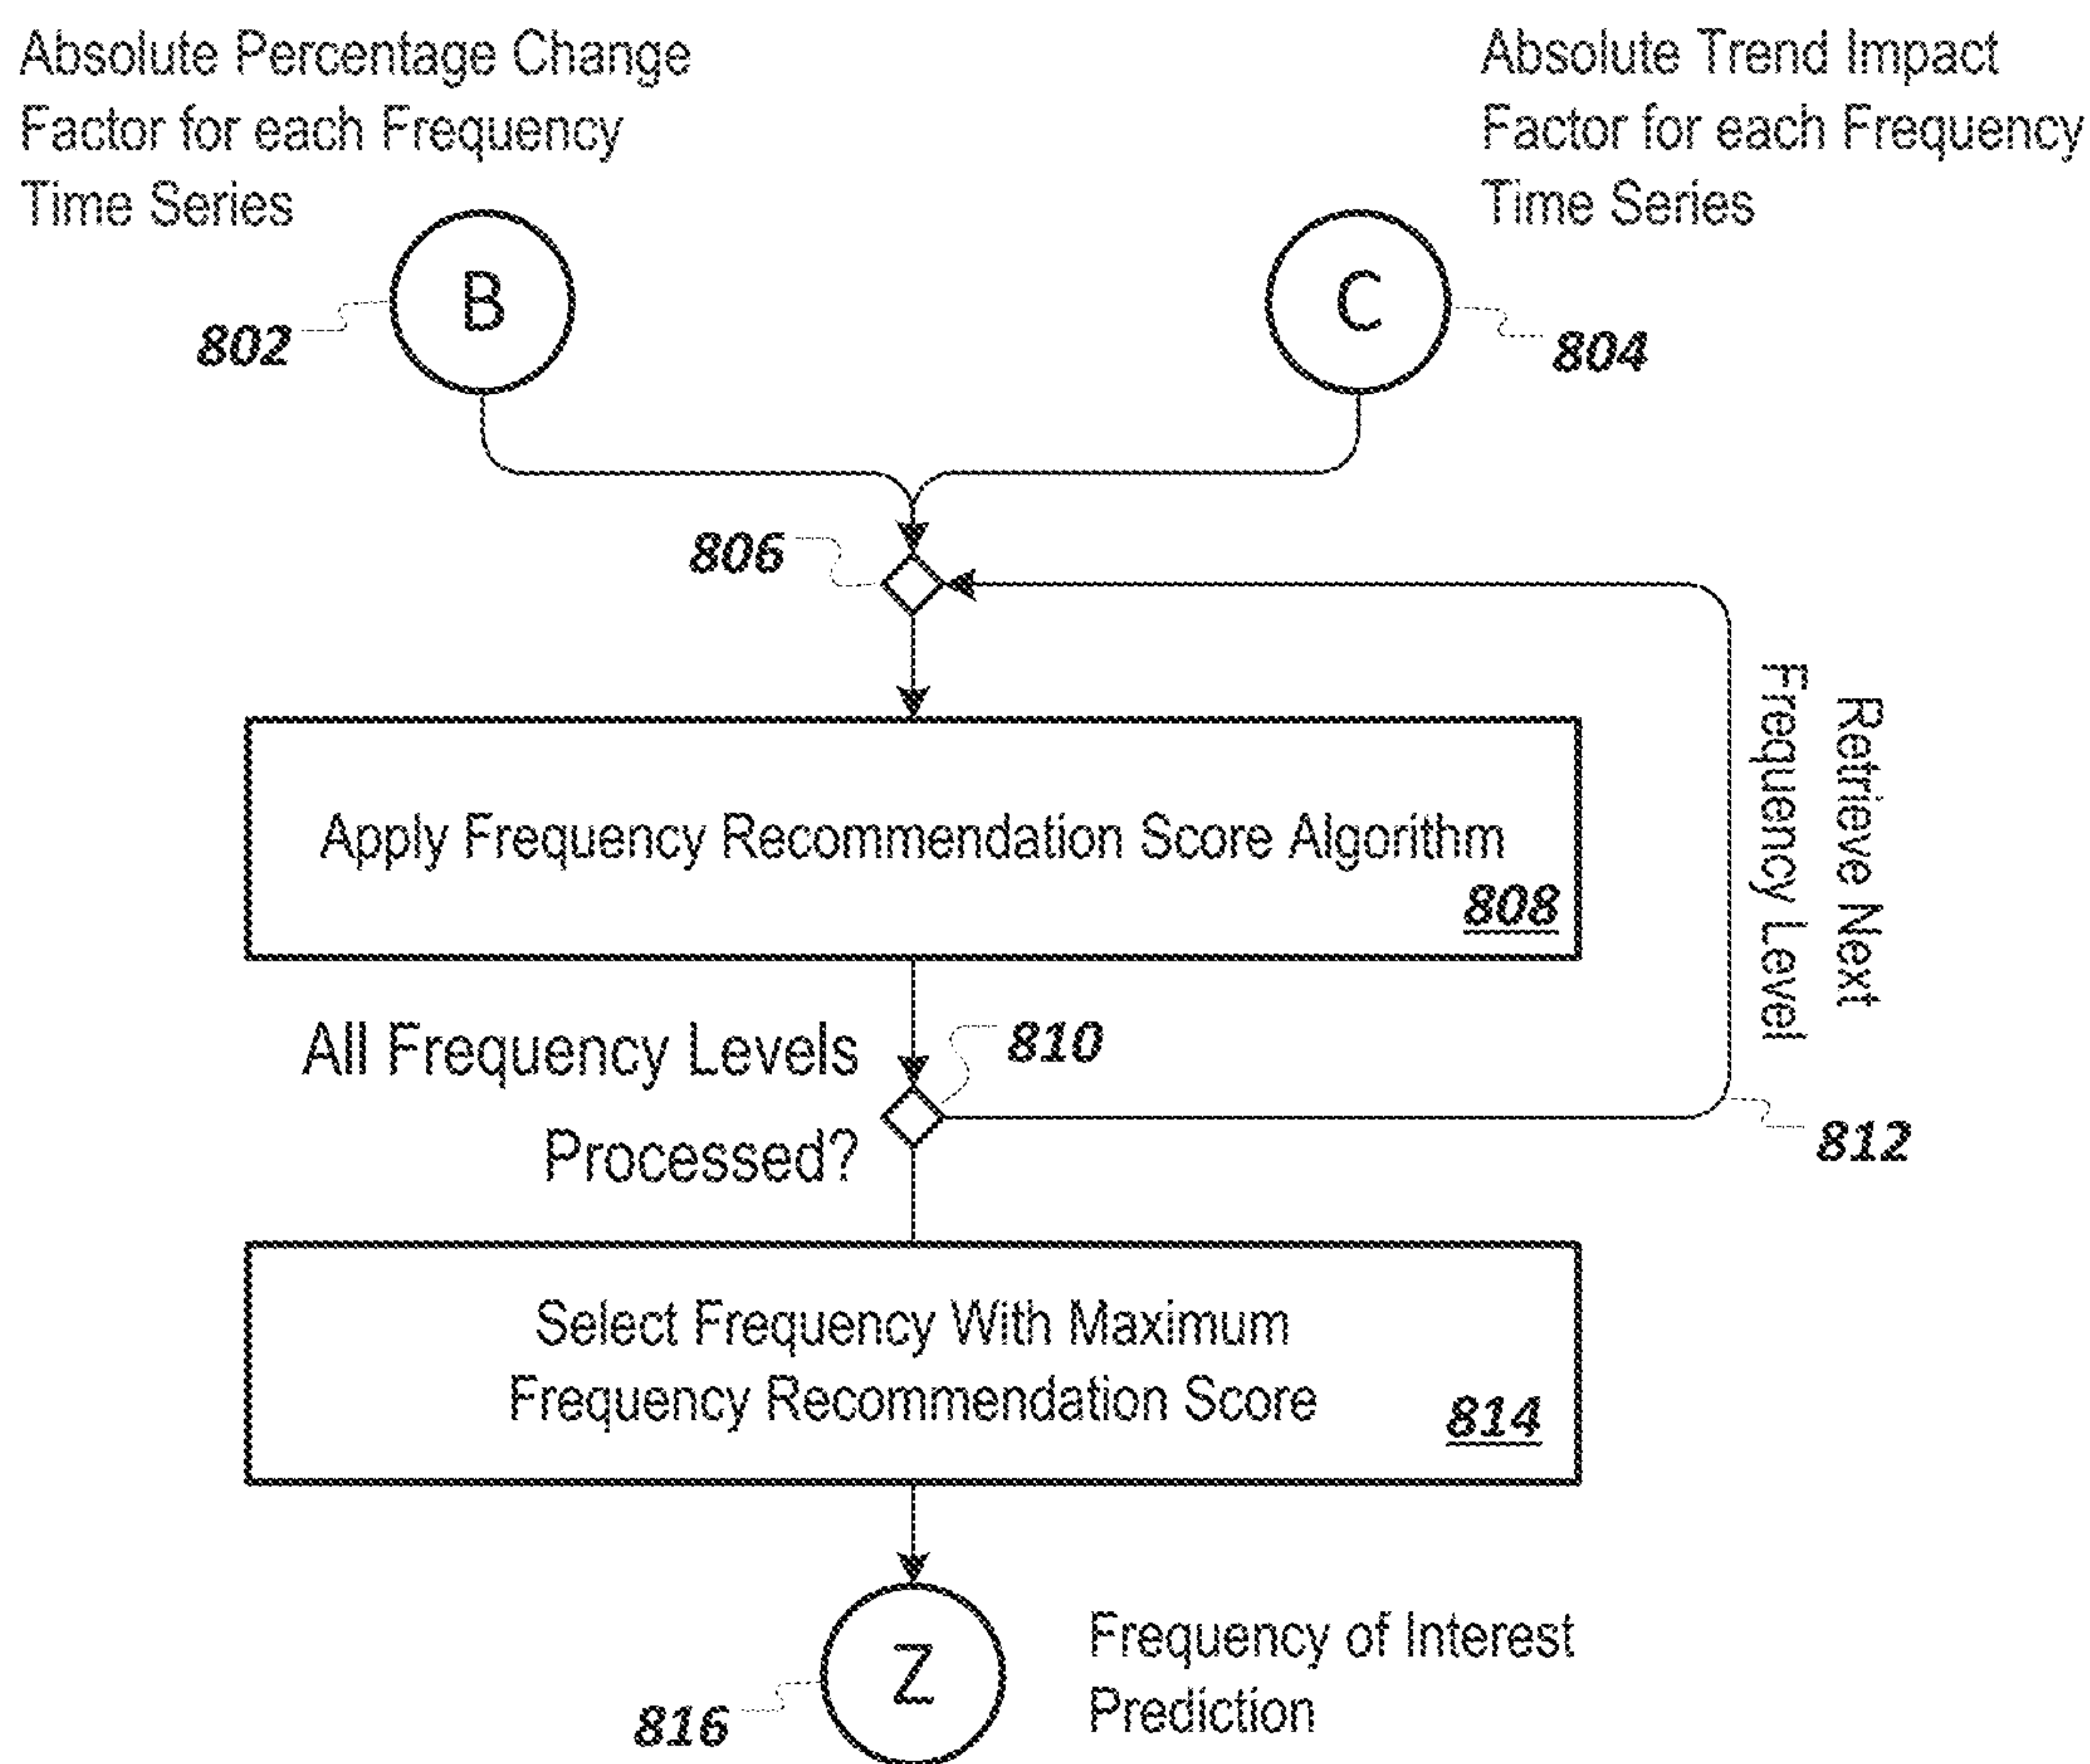 Absolute Percentage Change
Factor for each Frequency
Time Series
Absolute Trend Impact
Factor for each Frequency
Time Series
B
C
802
804
806
Retrieve Next
Frequency Level
Apply Frequency Recommendation Score Algorithm
808
All Frequency Levels
Processed?
810
812
Select Frequency With Maximum
Frequency Recommendation Score
814
Z
Frequency of Interest
Prediction
816